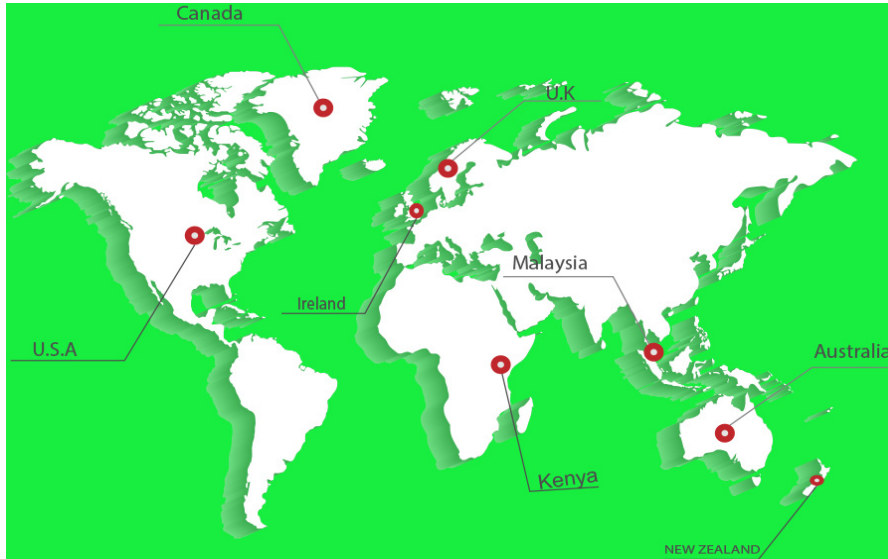 Canada
U.K
Malaysia
Ireland
U.S.A
Australia
Kenya
NEW ZEALAND